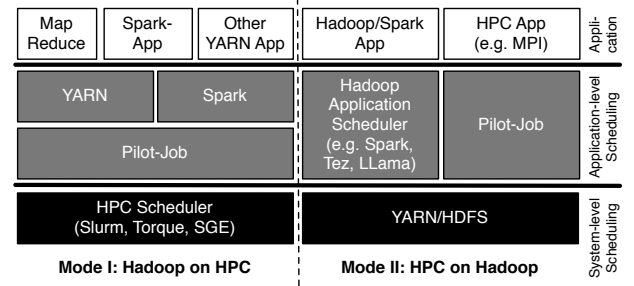 Map
Reduce
Spark-
App
Other
YARN App
Hadoop/Spark
App
HPC App
(e.g. MPI)
Appli-
cation
YARN
Spark
Pilot-Job
Hadoop
Application
Scheduler
(e.g. Spark,
Tez, LLama)
Pilot-Job
Application-level
Scheduling
HPC Scheduler
(Slurm, Torque, SGE)
YARN/HDFS
System-level
Scheduling
Mode I: Hadoop on HPC
Mode II: HPC on Hadoop